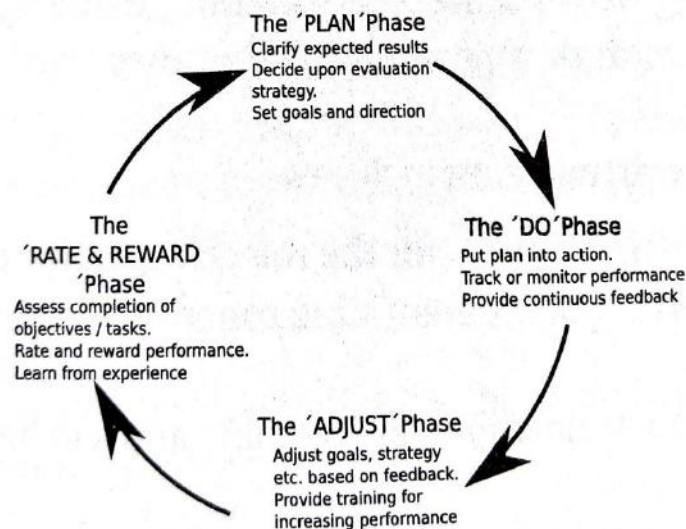 The ´PLAN´Phase
Clarify expected results
Decide upon evaluation
strategy.
Set goals and direction
The ´DO´Phase
Put plan into action.
Track or monitor performance
Provide continuous feedback
The ´ADJUST´Phase
Adjust goals, strategy
etc. based on feedback.
Provide training for
increasing performance
The
´RATE & REWARD
´Phase
Assess completion of
objectives / tasks.
Rate and reward performance.
Learn from experience